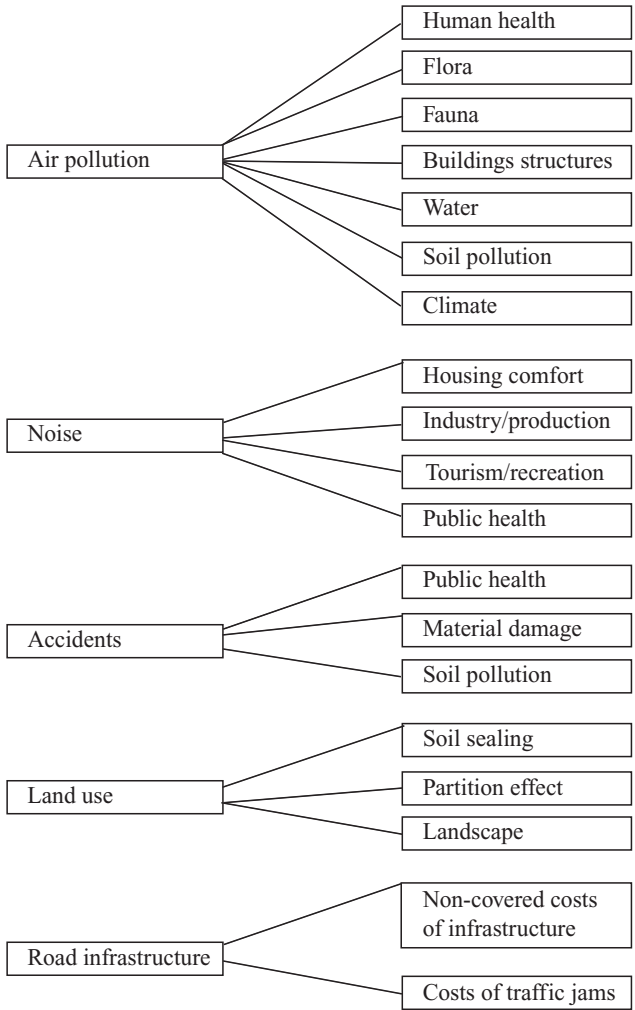 Air pollution
Human health
Flora
Fauna
Buildings structures
Water
Soil pollution
Climate
Noise
Housing comfort
Industry/production
Tourism/recreation
Public health
Accidents
Public health
Material damage
Soil pollution
Land use
Soil sealing
Partition effect
Landscape
Road infrastructure
Non-covered costs
of infrastructure
Costs of traffic jams